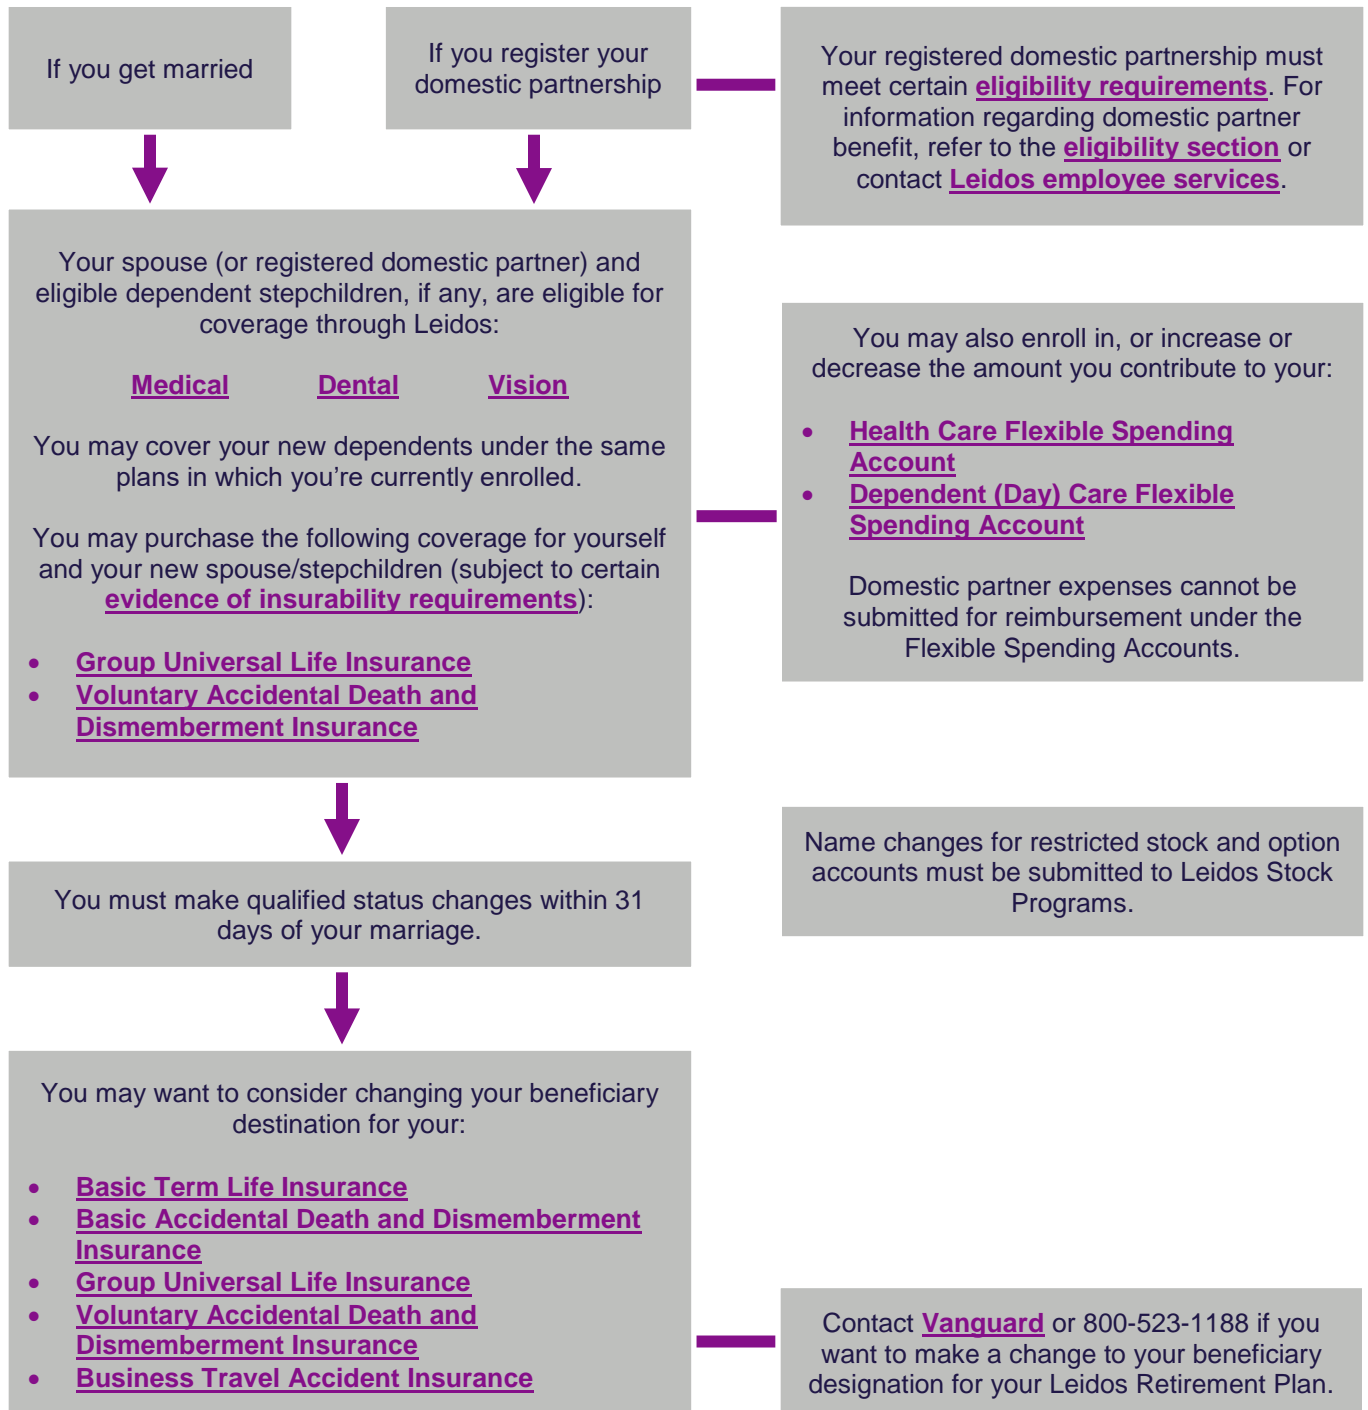 If you get married
If you register your
domestic partnership
Your registered domestic partnership must
meet certain eligibility requirements. For
information regarding domestic partner
benefit, refer to the eligibility section or
contact Leidos employee services.
Your spouse (or registered domestic partner) and
eligible dependent stepchildren, if any, are eligible for
coverage through Leidos:
Medical Dental Vision
You may cover your new dependents under the same
plans in which you’re currently enrolled.
You may purchase the following coverage for yourself
and your new spouse/stepchildren (subject to certain
evidence of insurability requirements):
• Group Universal Life Insurance
• Voluntary Accidental Death and
Dismemberment Insurance
You may also enroll in, or increase or
decrease the amount you contribute to your:
• Health Care Flexible Spending
Account
• Dependent (Day) Care Flexible
Spending Account
Domestic partner expenses cannot be
submitted for reimbursement under the
Flexible Spending Accounts.
You must make qualified status changes within 31
days of your marriage.
Name changes for restricted stock and option
accounts must be submitted to Leidos Stock
Programs.
You may want to consider changing your beneficiary
destination for your:
• Basic Term Life Insurance
• Basic Accidental Death and Dismemberment
Insurance
• Group Universal Life Insurance
• Voluntary Accidental Death and
Dismemberment Insurance
• Business Travel Accident Insurance
Contact Vanguard or 800-523-1188 if you
want to make a change to your beneficiary
designation for your Leidos Retirement Plan.